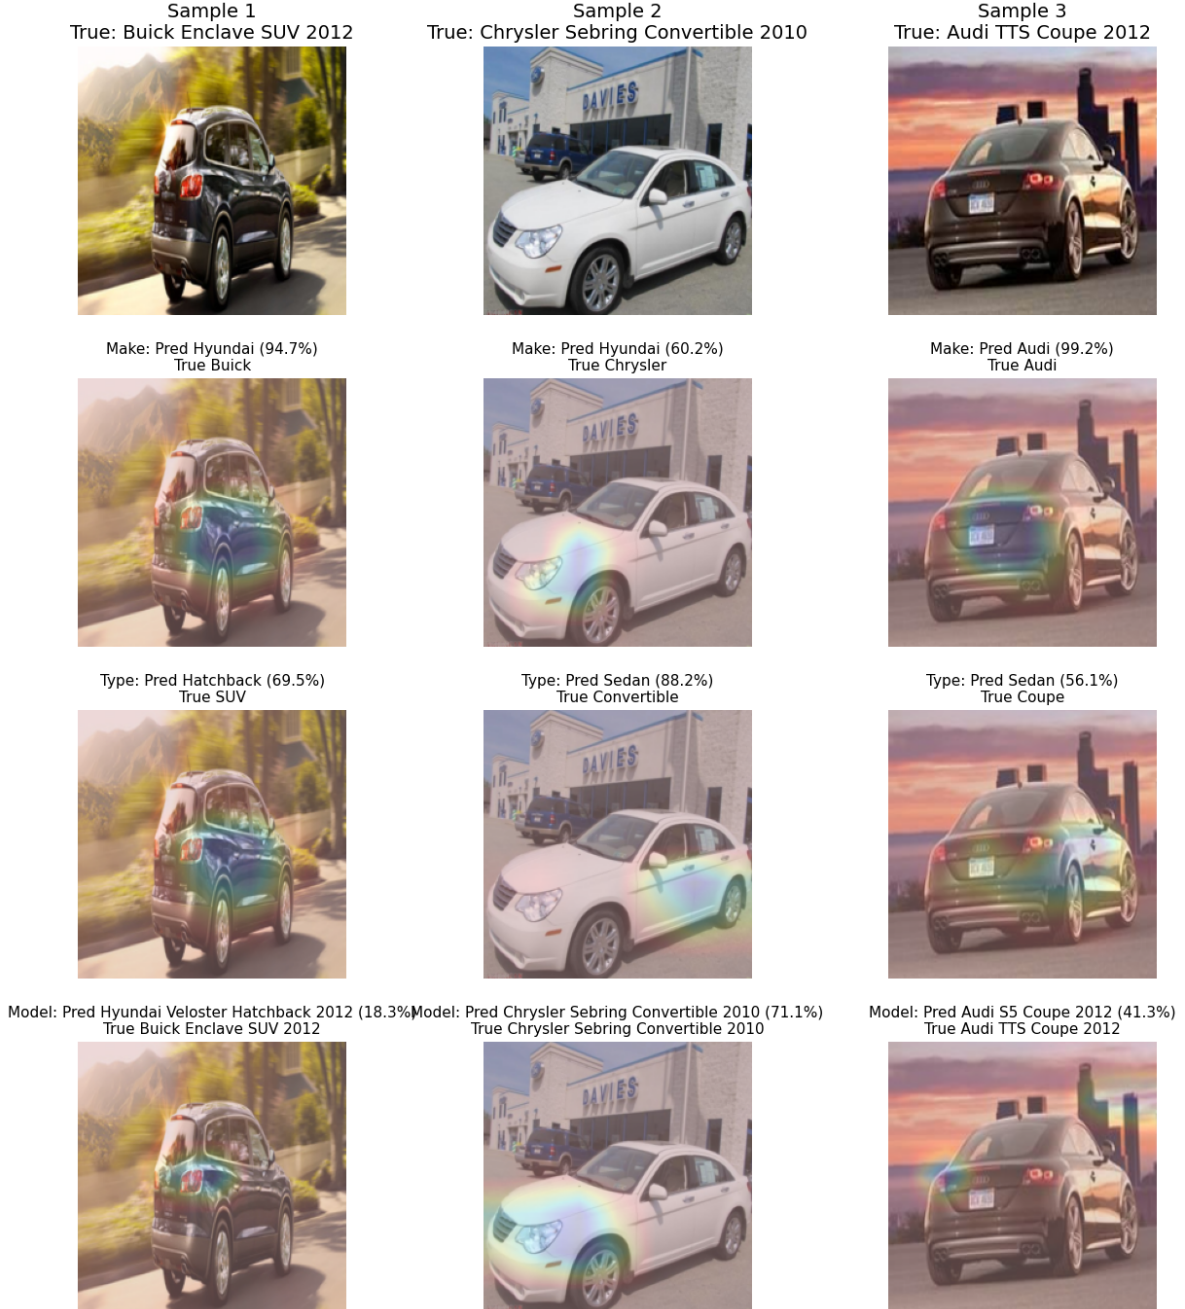 Sample 1
True: Buick Enclave SUV 2012
Sample 2
True: Chrysler Sebring Convertible 2010
Sample 3
True: Audi TTS Coupe 2012
DAVIES
Make: Pred Hyundai (94.7%)
True Buick
Make: Pred Hyundai (60.2%)
True Chrysler
Make: Pred Audi (99.2%)
True Audi
DAVIES
Type: Pred Hatchback (69.5%)
True SUV
Type: Pred Sedan (88.2%)
True Convertible
Type: Pred Sedan (56.1%)
True Coupe
DAVIES
Model: Pred Hyundai Veloster Hatchback 2012 (18.3%)
True Buick Enclave SUV 2012
Model: Pred Chrysler Sebring Convertible 2010 (71.1%)
True Chrysler Sebring Convertible 2010
Model: Pred Audi S5 Coupe 2012 (41.3%)
True Audi TTS Coupe 2012
DAVIES